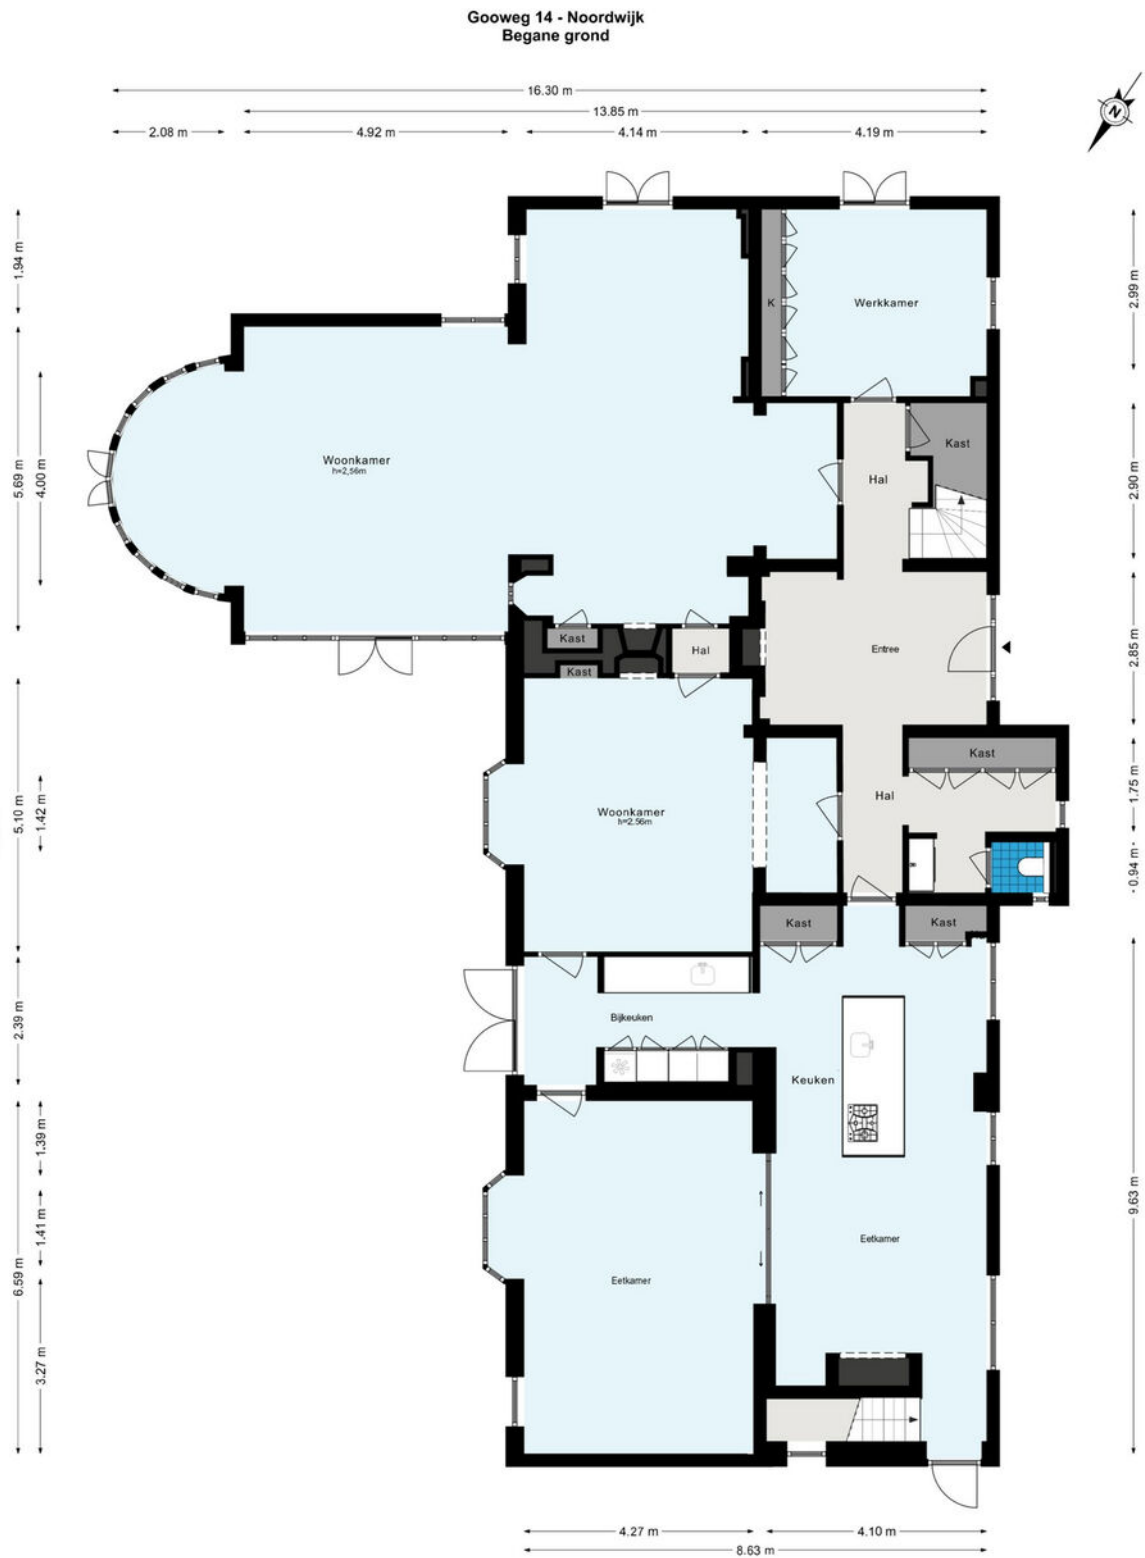 Gooweg 14 - Noordwijk
Begane grond
16.30 m
13.85 m
2.08 m
4.92 m
4.14 m
4.19 m
N
1.94 m
5.69 m
4.00 m
5.10 m
1.42 m
2.39 m
6.59 m
1.39 m
1.41 m
3.27 m
2.99 m
2.90 m
2.85 m
1.75 m
0.94 m
9.63 m
K
Werkkamer
Kast
Hal
Woonkamer
h=2,56m
Kast
Hal
Kast
Entree
Kast
Hal
Woonkamer
h=2.56m
Kast
Kast
Bijkeuken
Keuken
Eetkamer
Eetkamer
4.27 m
4.10 m
8.63 m